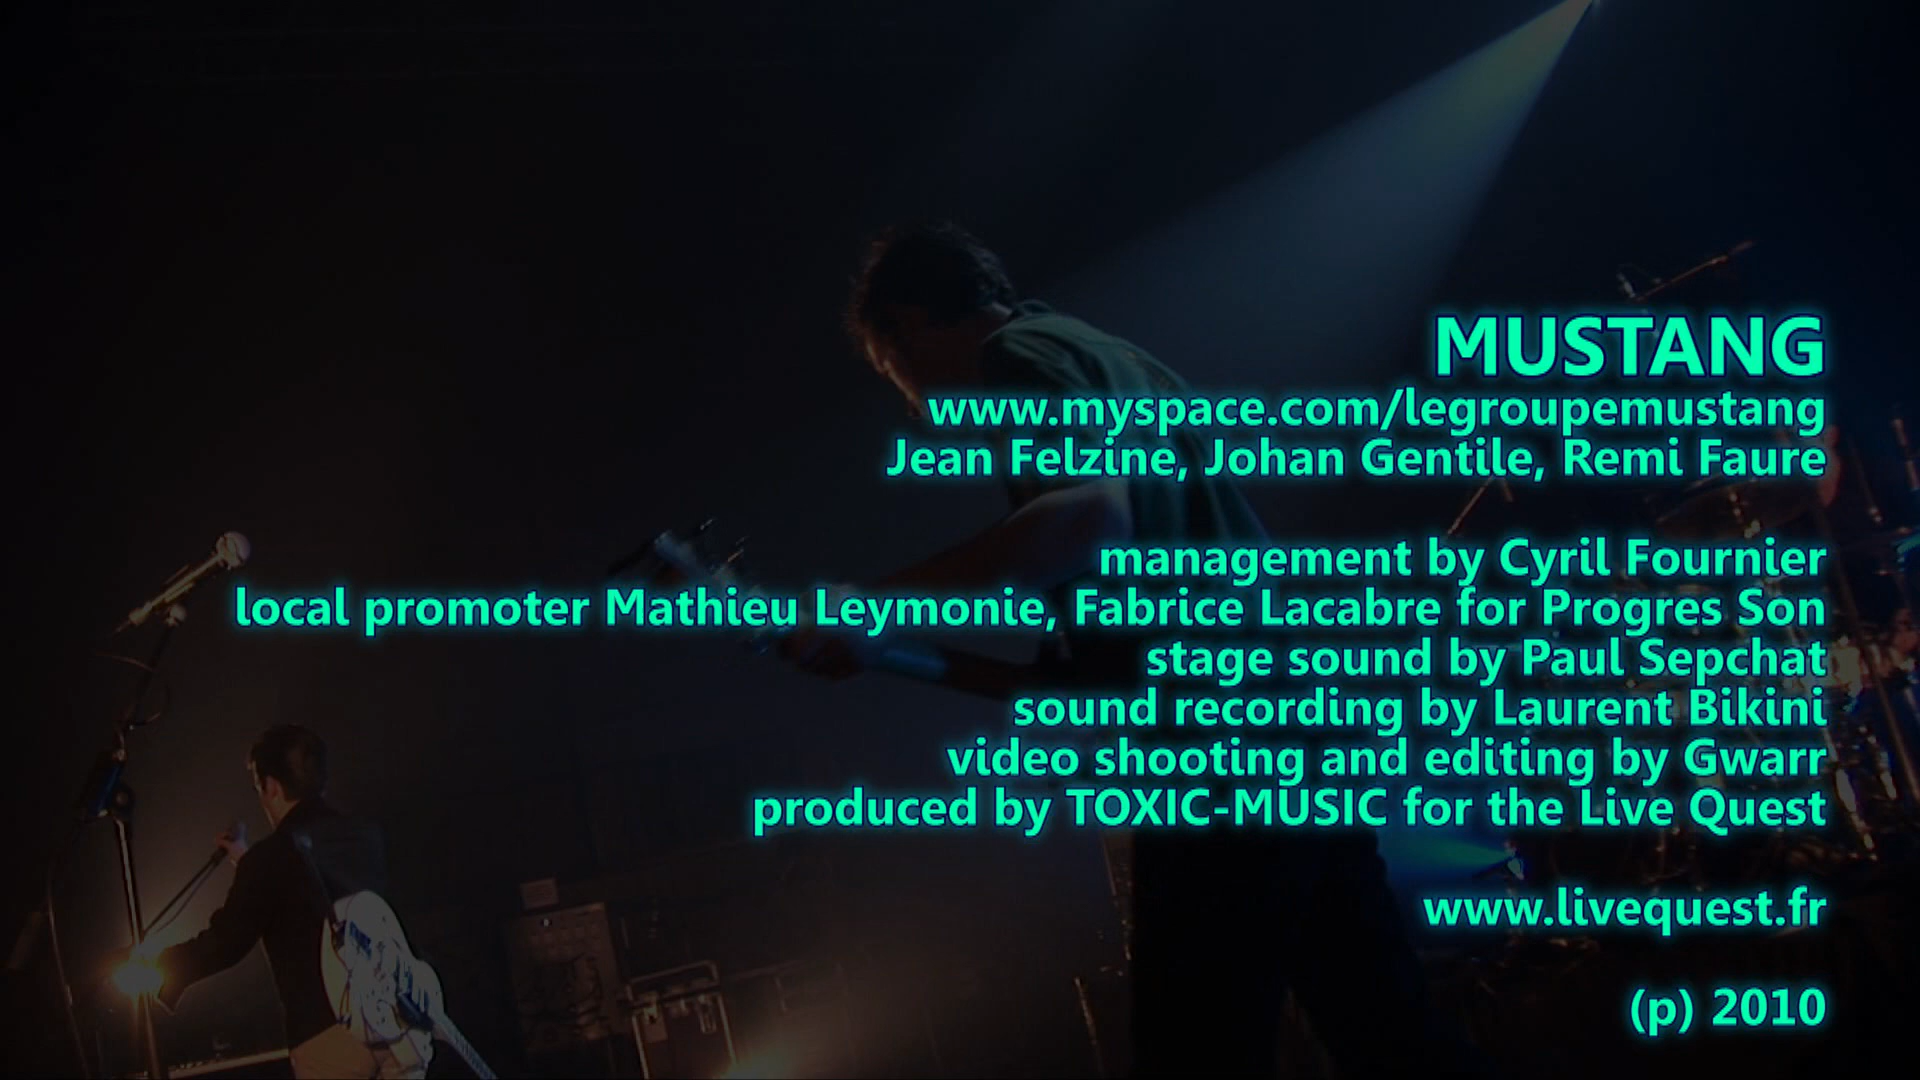 MUSTANG
www.myspace.com/legroupemustang
Jean Felzine, Johan Gentile, Remi Faure
management by Cyril Fournier
local promoter Mathieu Leymonie, Fabrice Lacabre for Progres Son
stage sound by Paul Sepchat
sound recording by Laurent Bikini
video shooting and editing by Gwarr
produced by TOXIC-MUSIC for the Live Quest
www.livequest.fr
(p) 2010